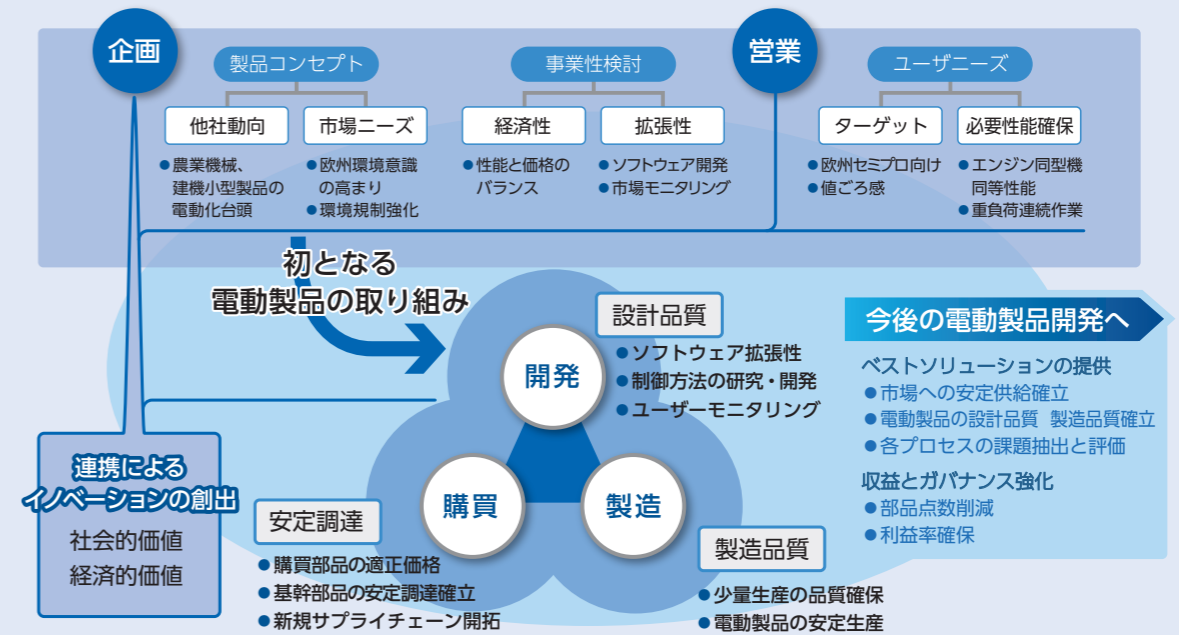 企画
製品コンセプト
他社動向
●農業機械、
建機小型製品の
電動化台頭
市場ニーズ
●欧州環境意識
の高まり
●環境規制強化
事業性検討
経済性
●性能と価格の
バランス
拡張性
●ソフトウェア開発
●市場モニタリング
営業
ユーザニーズ
ターゲット
●欧州セミプロ向け
●値ごろ感
必要性能確保
●エンジン同型機
同等性能
●重負荷連続作業
初となる
電動製品の取り組み
開発
設計品質
●ソフトウェア拡張性
●制御方法の研究・開発
●ユーザーモニタリング
購買
安定調達
●購買部品の適正価格
●基幹部品の安定調達確立
●新規サプライチェーン開拓
製造
製造品質
●少量生産の品質確保
●電動製品の安定生産
連携による
イノベーションの創出
社会的価値
経済的価値
今後の電動製品開発へ
ベストソリューションの提供
●市場への安定供給確立
●電動製品の設計品質 製造品質確立
●各プロセスの課題抽出と評価
収益とガバナンス強化
●部品点数削減
●利益率確保